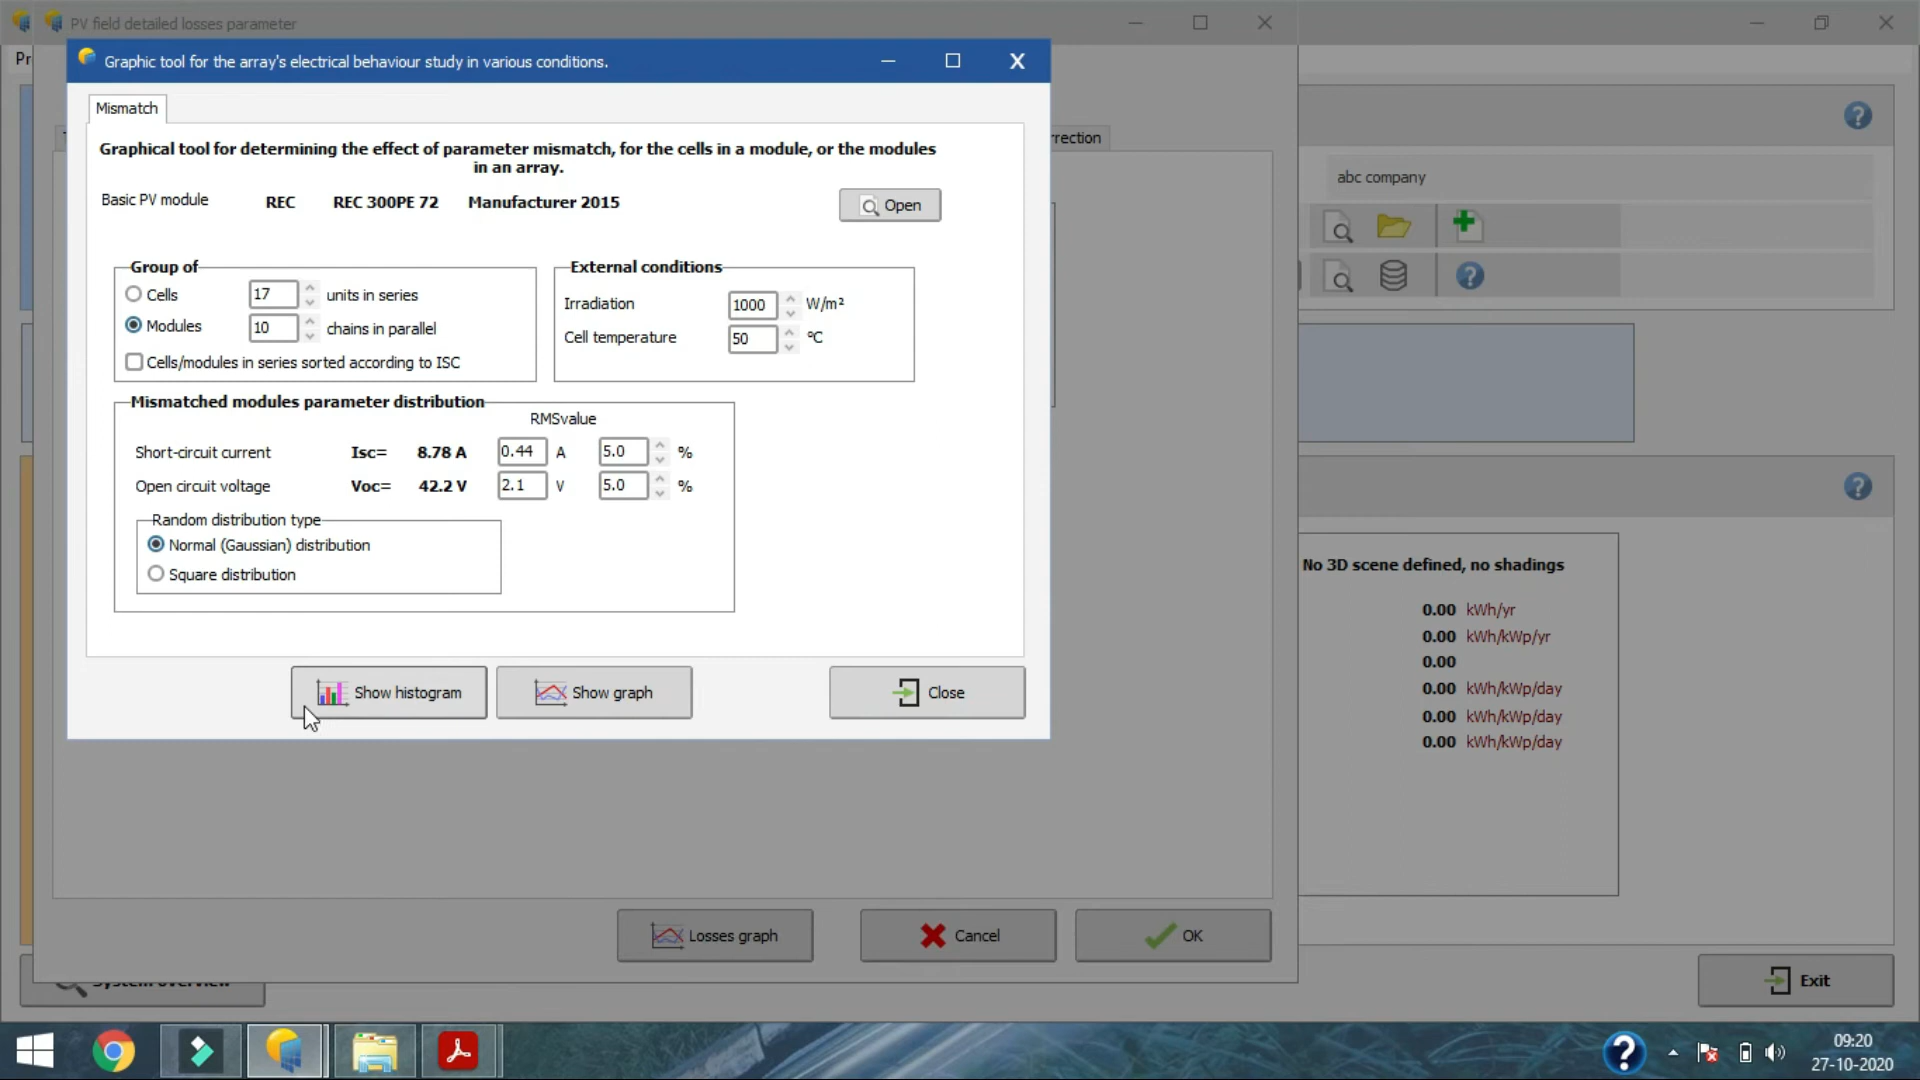 PV field detailed losses parameter
Pr
Graphic tool for the array's electrical behaviour study in various conditions.
Mismatch
rrection
Graphical tool for determining the effect of parameter mismatch, for the cells in a module, or the modules
in an array.
Basic PV module REC REC 300PE 72 Manufacturer 2015 Open
abc company
Group of
Cells 17 units in series
Modules 10 chains in parallel
Cells/modules in series sorted according to ISC
External conditions
Irradiation 1000 W/m²
Cell temperature 50 °C
Mismatched modules parameter distribution
RMSvalue
Short-circuit current Isc= 8.78 A 0.44 A 5.0 %
Open circuit voltage Voc= 42.2 V 2.1 V 5.0 %
Random distribution type
Normal (Gaussian) distribution
Square distribution
Show histogram Show graph Close
No 3D scene defined, no shadings
0.00 kWh/yr
0.00 kWh/kWp/yr
0.00
0.00 kWh/kWp/day
0.00 kWh/kWp/day
0.00 kWh/kWp/day
Losses graph Cancel OK
System overview
Exit
09:20
27-10-2020